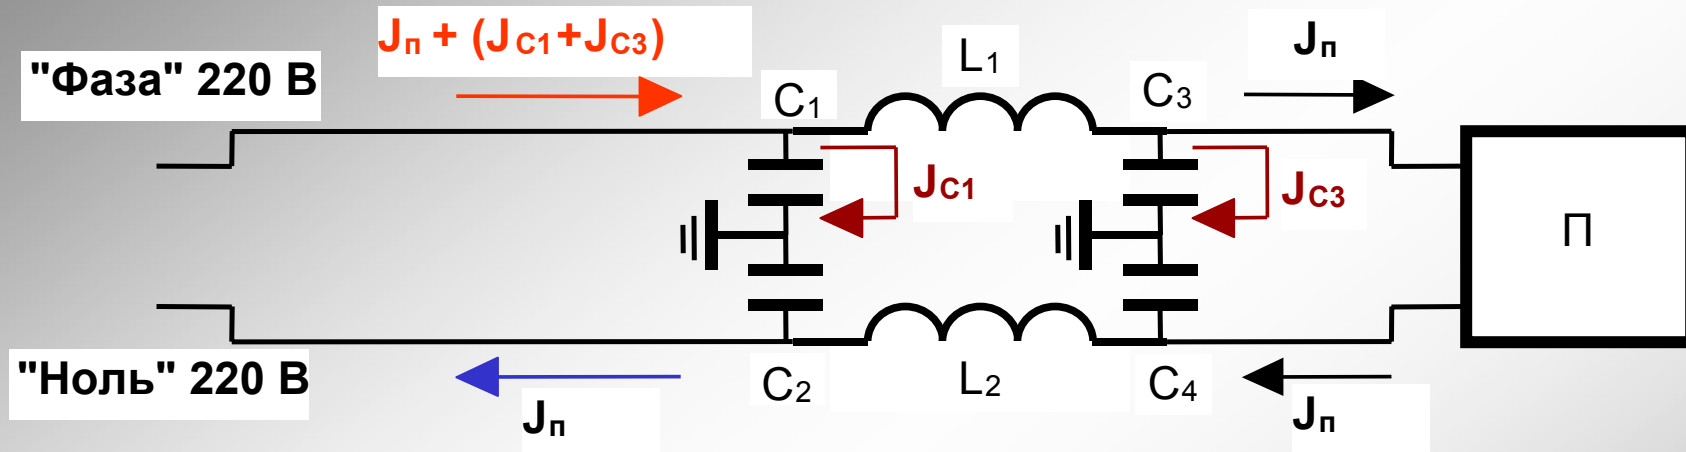 Jп + (JC1+JC3)
L1
Jп
"Фаза" 220 В
C1
C3
JC1
JC3
П
"Ноль" 220 В
C2
L2
C4
Jп
Jп